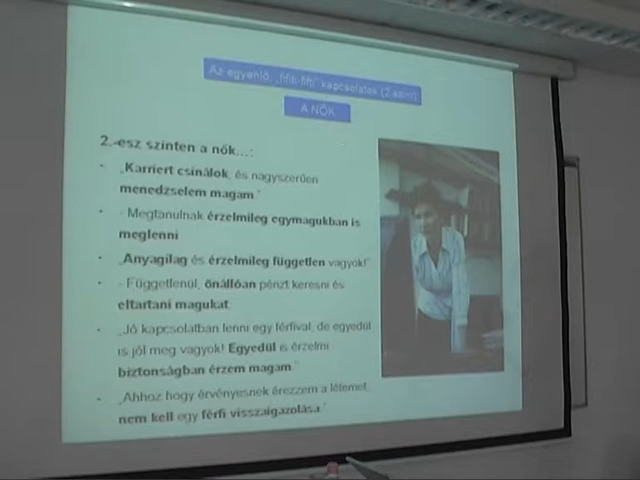 Az egyenlő, „fifti-fifti" kapcsolatok (2.szint)
A NŐK
2.-esz szinten a nők…:
- „Karriert csinálok, és nagyszerűen
menedzselem magam."
- - Megtanulnak érzelmileg egymagukban is
meglenni
- „Anyagilag és érzelmileg független vagyok!"
- - Függetlenül, önállóan pénzt keresni és
eltartani magukat
- „Jó kapcsolatban lenni egy férfival, de egyedül
is jól meg vagyok! Egyedül is érzelmi
biztonságban érzem magam."
- „Ahhoz hogy érvényesnek érezzem a létemet,
nem kell egy férfi visszaigazolása."